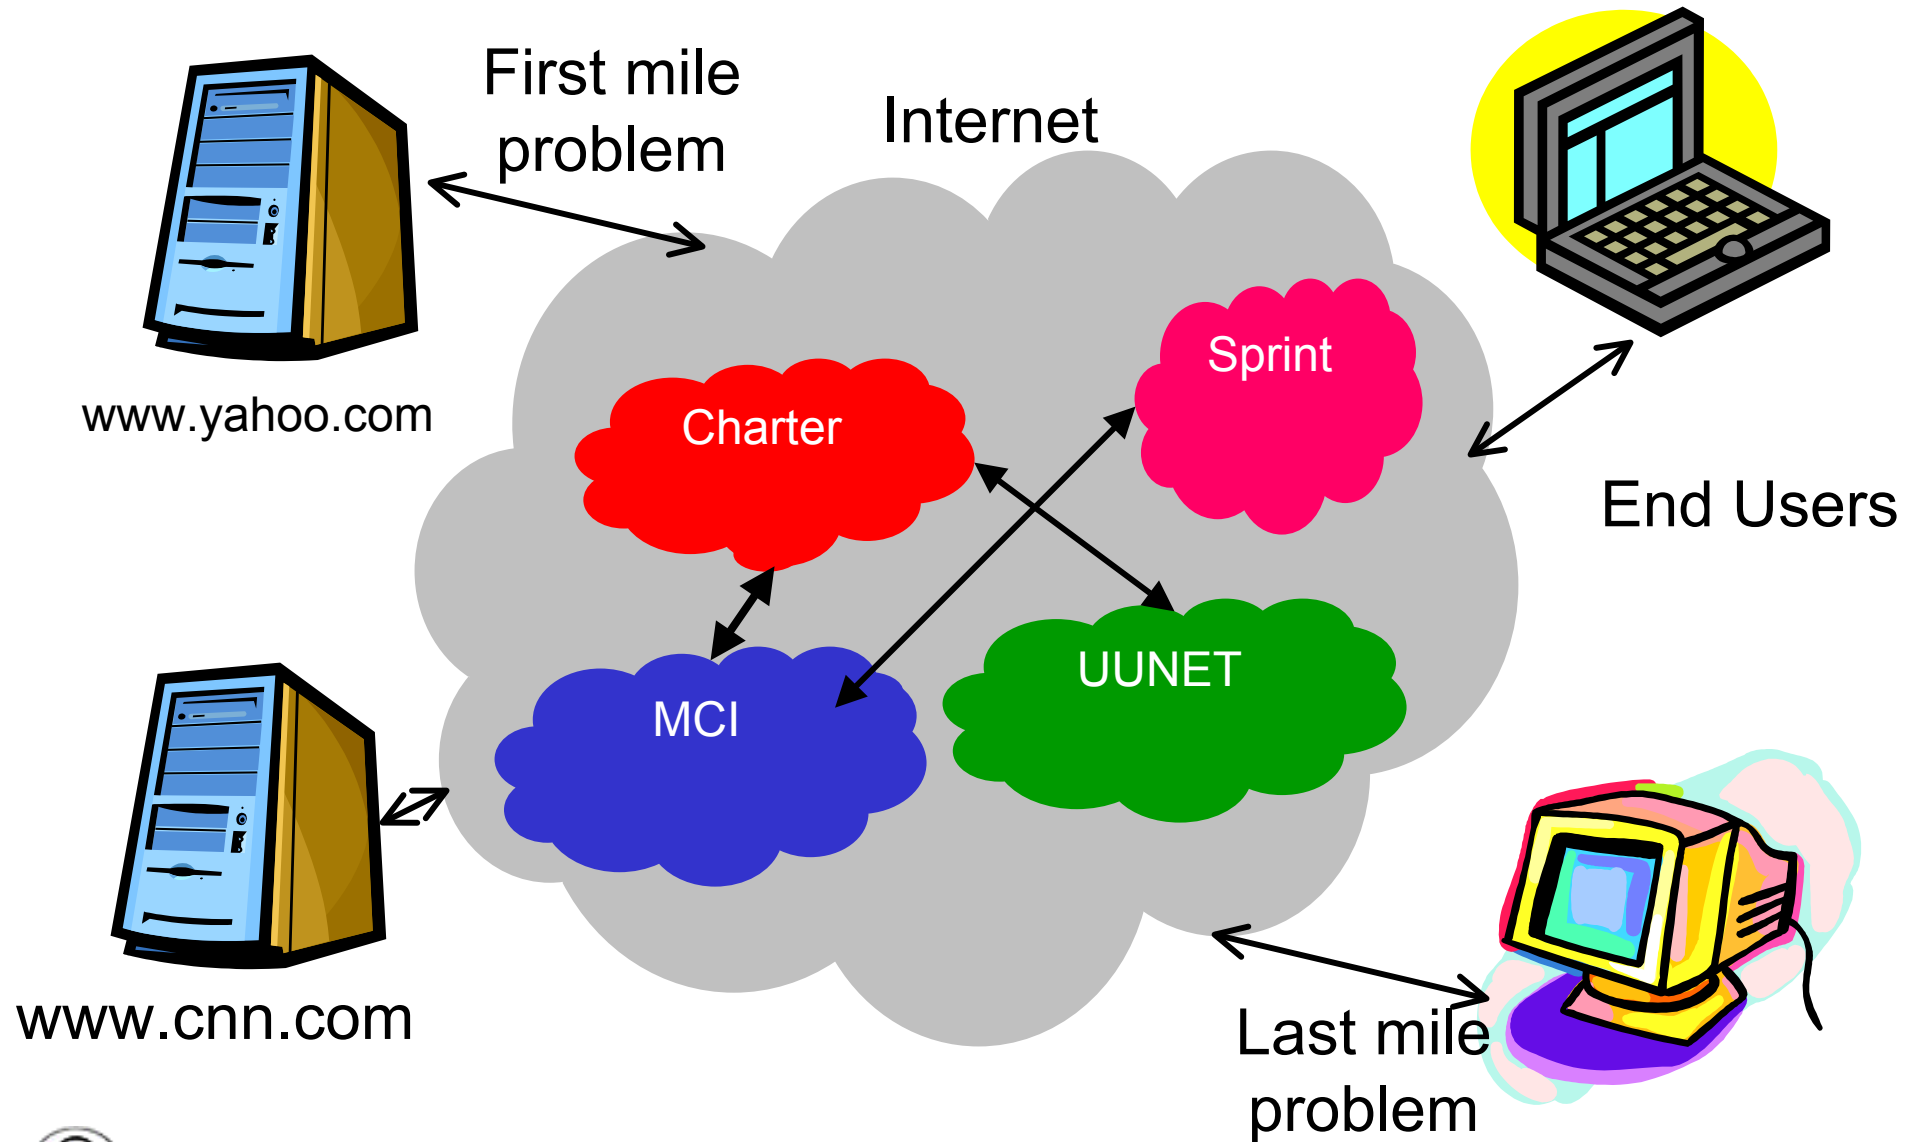 First mile
problem
Internet
www.yahoo.com
Charter
Sprint
End Users
MCI
UUNET
www.cnn.com
Last mile
problem